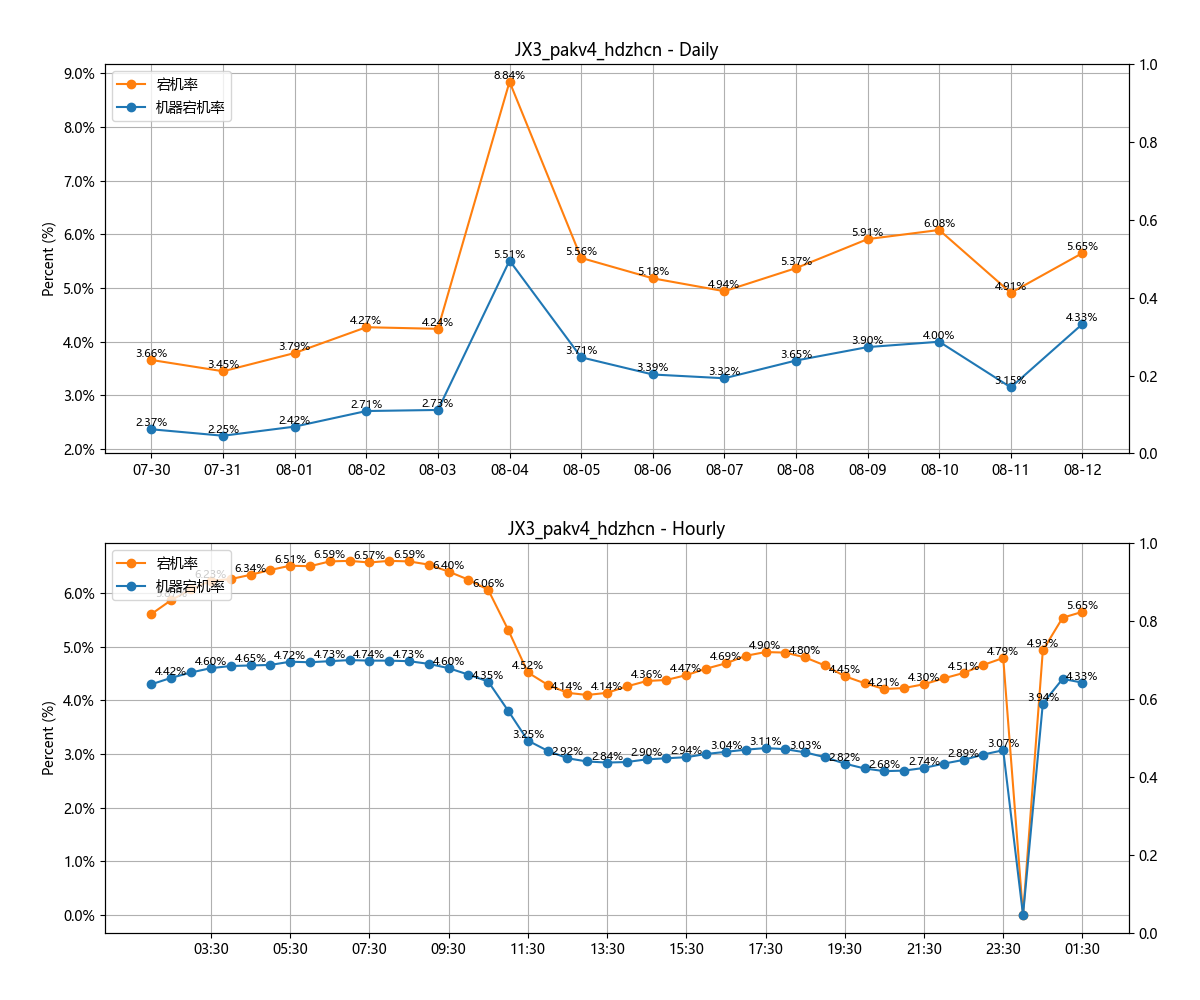 JX3_pakv4_hdzhcn - Daily
宕机率
机器宕机率
Percent (%)
9.0%
8.0%
7.0%
6.0%
5.0%
4.0%
3.0%
2.0%
1.0
0.8
0.6
0.4
0.2
0.0
3.66% 3.45% 3.79% 4.27% 4.24% 8.84% 5.56% 5.18% 4.94% 5.37% 5.91% 6.08% 4.91% 5.65%
2.37% 2.25% 2.42% 2.71% 2.73% 5.51% 3.71% 3.39% 3.32% 3.65% 3.90% 4.00% 3.15% 4.33%
07-30 07-31 08-01 08-02 08-03 08-04 08-05 08-06 08-07 08-08 08-09 08-10 08-11 08-12
JX3_pakv4_hdzhcn - Hourly
宕机率
机器宕机率
Percent (%)
6.0%
5.0%
4.0%
3.0%
2.0%
1.0%
0.0%
1.0
0.8
0.6
0.4
0.2
0.0
6.23% 6.34% 6.51% 6.59% 6.57% 6.59% 6.40% 6.06% 4.52% 4.14% 4.14% 4.36% 4.47% 4.69% 4.90% 4.80% 4.45% 4.21% 4.30% 4.51% 4.79% 4.93% 5.65%
4.42% 4.60% 4.65% 4.72% 4.73% 4.74% 4.73% 4.60% 4.35% 3.25% 2.92% 2.84% 2.90% 2.94% 3.04% 3.11% 3.03% 2.82% 2.68% 2.74% 2.89% 3.07% 3.94% 4.33%
03:30 05:30 07:30 09:30 11:30 13:30 15:30 17:30 19:30 21:30 23:30 01:30